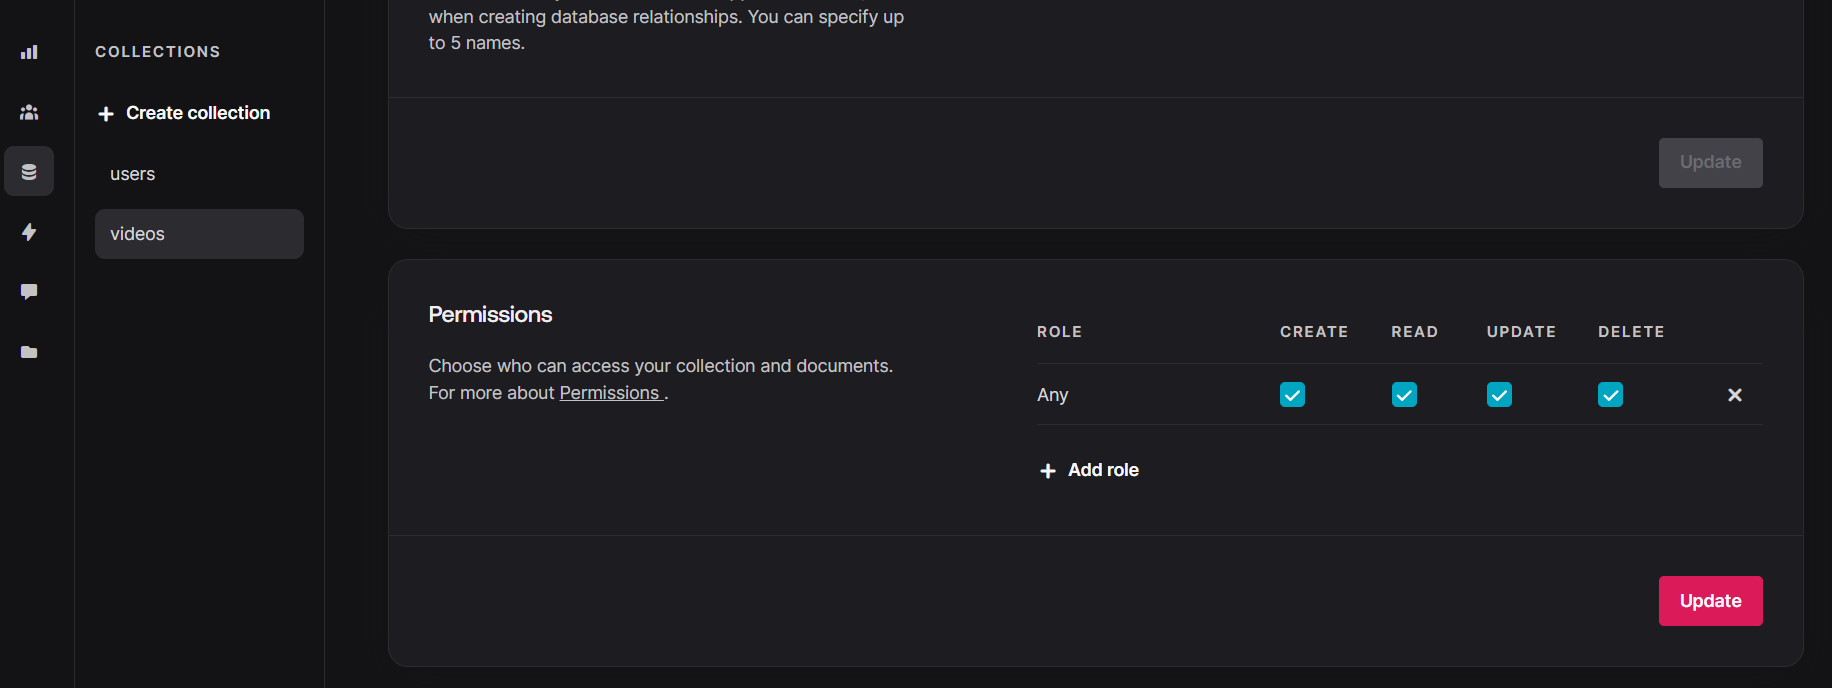 COLLECTIONS
Create collection
users
videos
when creating database relationships. You can specify up
to 5 names.
Update
Permissions
Choose who can access your collection and documents.
For more about Permissions .
ROLE CREATE READ UPDATE DELETE
Any
Add role
Update